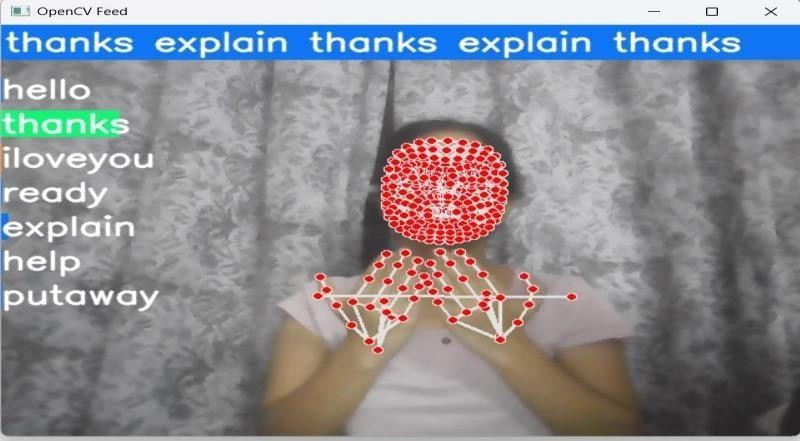 OpenCV Feed
thanks explain thanks explain thanks
hello
thanks
iloveyou
ready
explain
help
putaway